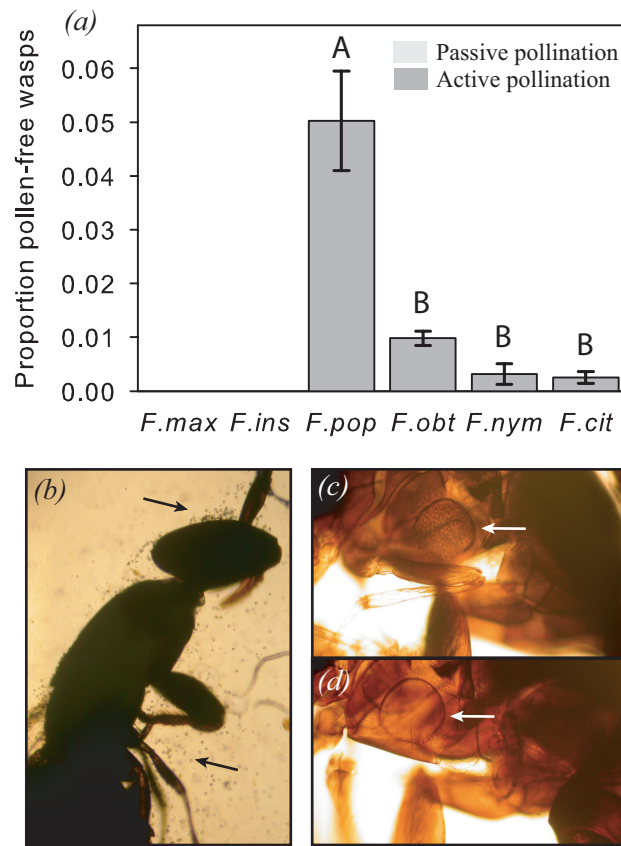 (a)
A
Passive pollination
Active pollination
Proportion pollen-free wasps
0.06
0.05
0.04
0.03
0.02
0.01
0.00
B
B
B
F.max F.ins F.pop F.obt F.nym F.cit
(b)
(c)
(d)